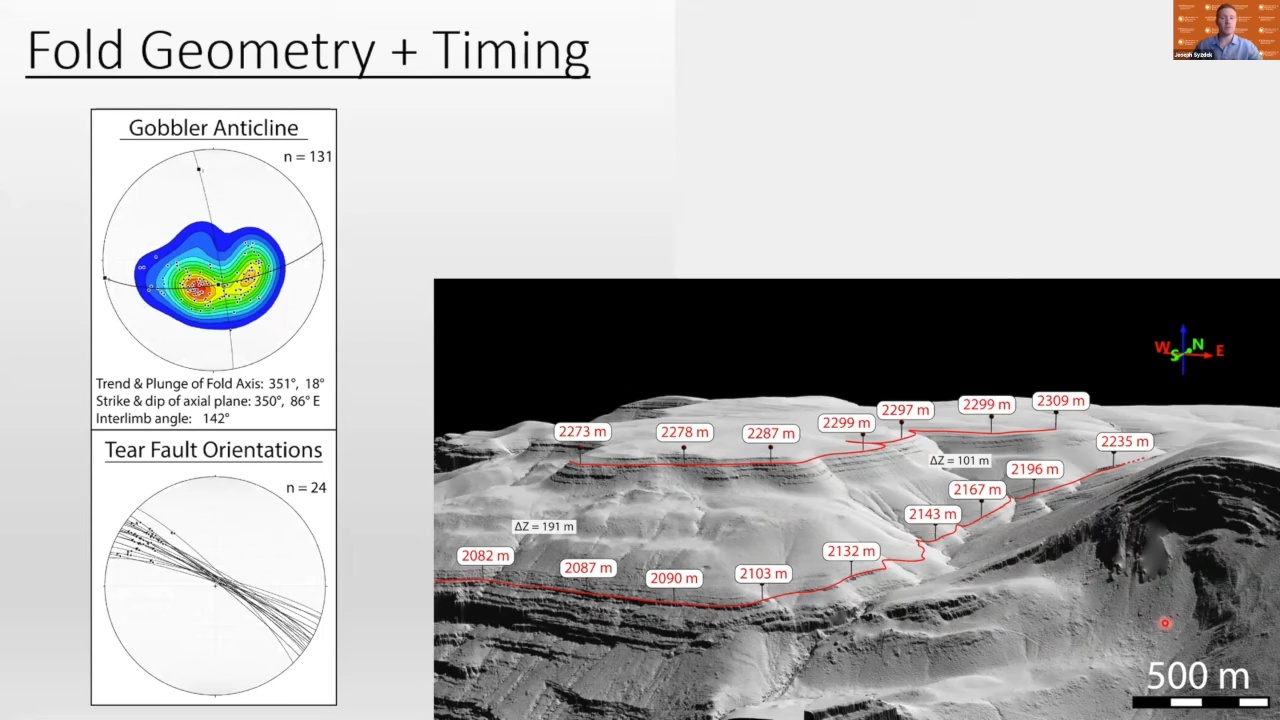 Fold Geometry + Timing
Joseph Syzdek
Gobbler Anticline
n = 131
Trend & Plunge of Fold Axis: 351°, 18°
Strike & dip of axial plane: 350°, 86° E
Interlimb angle: 142°
Tear Fault Orientations
n = 24
W S N E
2273 m
2278 m
2287 m
2299 m
2297 m
2299 m
2309 m
ΔZ = 101 m
2235 m
2196 m
2167 m
2143 m
ΔZ = 191 m
2082 m
2087 m
2090 m
2103 m
2132 m
500 m